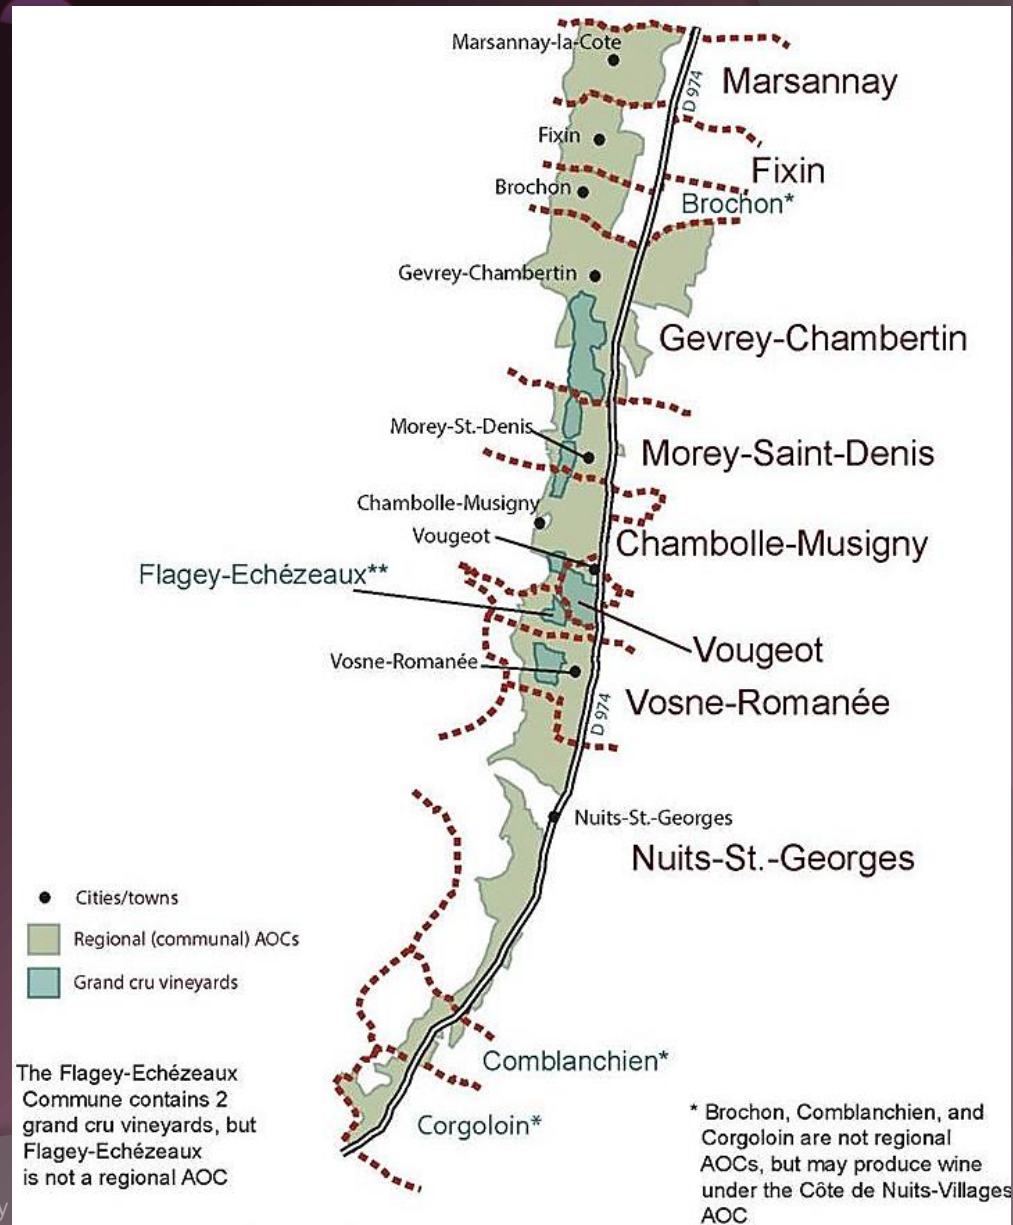 Marsannay-la-Cote
D 974
Marsannay
Fixin
Fixin
Brochon
Brochon*
Gevrey-Chambertin
Gevrey-Chambertin
Morey-St.-Denis
Morey-Saint-Denis
Chambolle-Musigny
Vougeot
Chambolle-Musigny
Flagey-Echézeaux**
Vougeot
Vosne-Romanée
Vosne-Romanée
D 974
Nuits-St.-Georges
Nuits-St.-Georges
Cities/towns
Regional (communal) AOCs
Grand cru vineyards
Comblanchien*
Corgoloin*
The Flagey-Echézeaux
Commune contains 2
grand cru vineyards, but
Flagey-Echézeaux
is not a regional AOC
* Brochon, Comblanchien, and
Corgoloin are not regional
AOCs, but may produce wine
under the Côte de Nuits-Villages
AOC